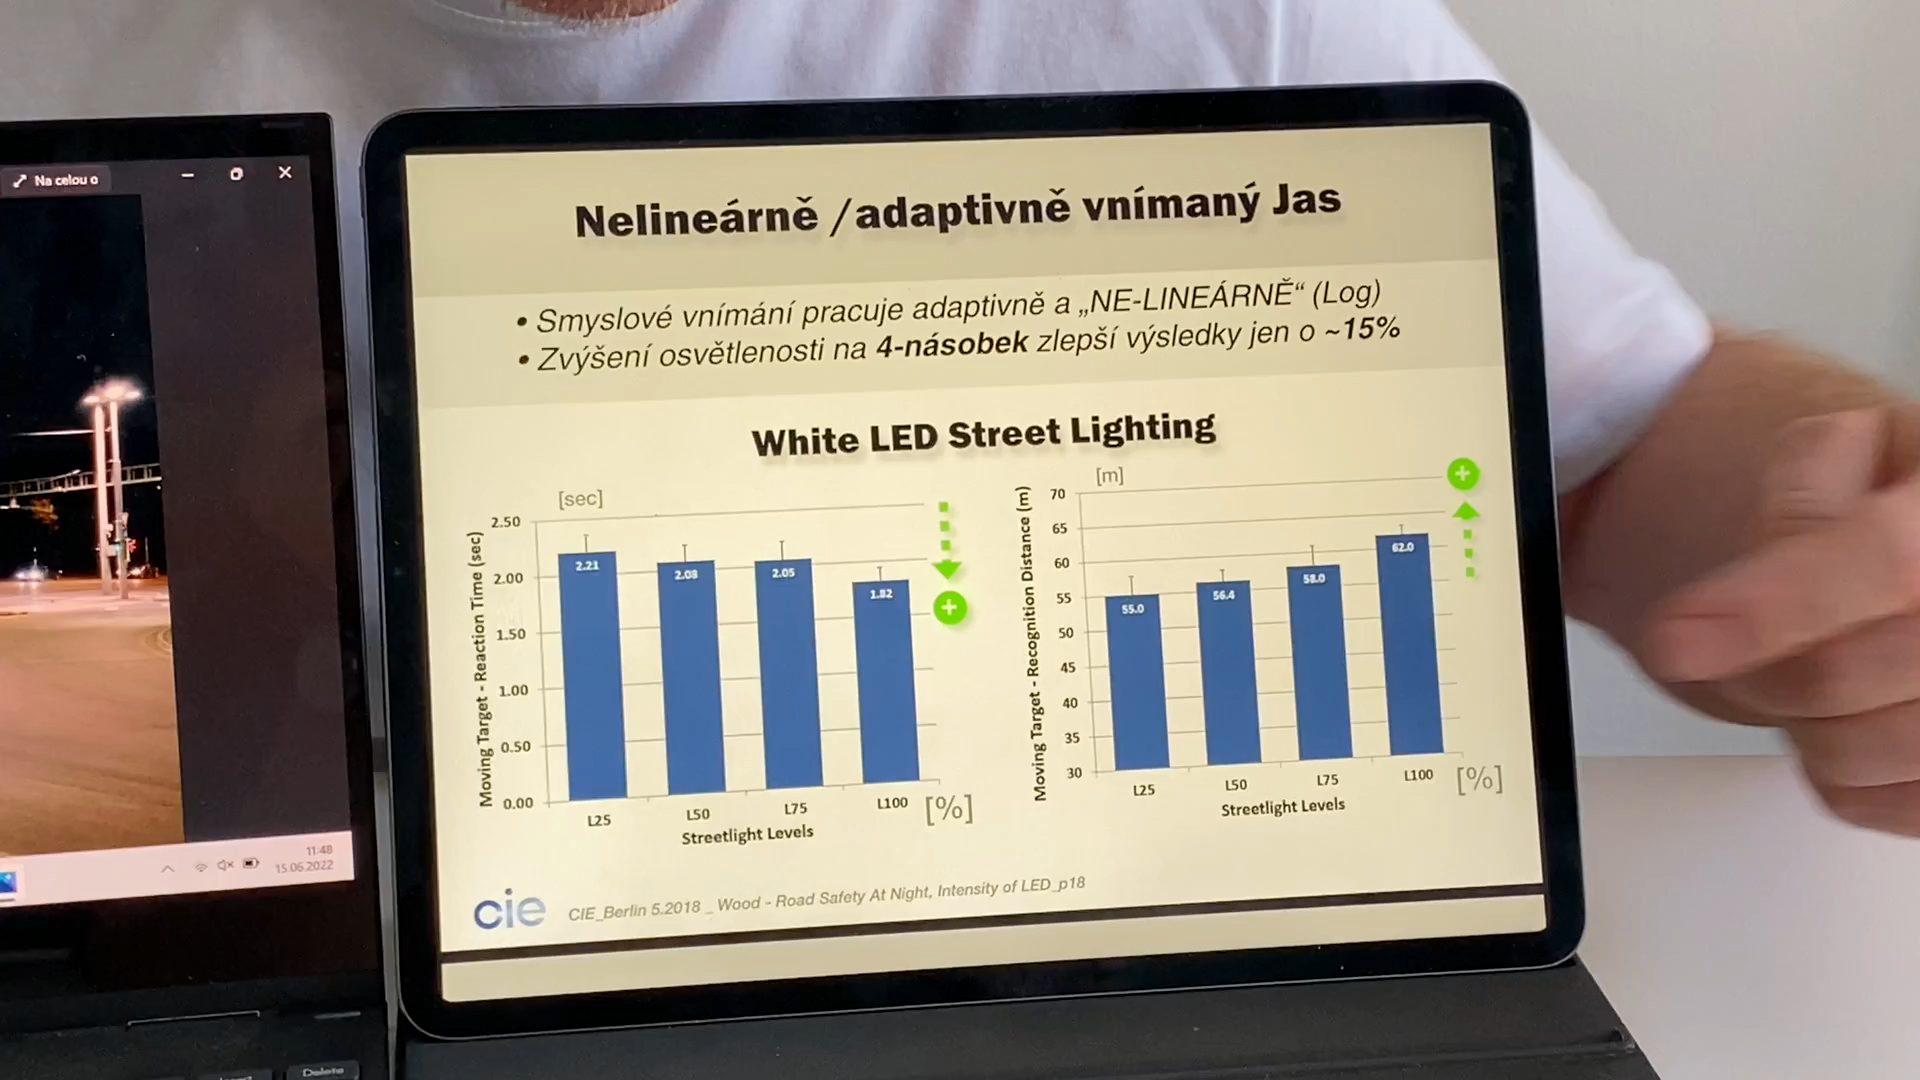 Na celou o
Nelineárně /adaptivně vnímaný Jas
• Smyslové vnímání pracuje adaptivně a „NE-LINEÁRNĚ“ (Log)
• Zvýšení osvětlenosti na 4-násobek zlepší výsledky jen o ~15%
White LED Street Lighting
[sec]
Moving Target - Reaction Time (sec)
2.50
2.00
1.50
1.00
0.50
0.00
2.21
2.08
2.05
1.82
L25
L50
L75
L100
[%]
Streetlight Levels
[m]
Moving Target - Recognition Distance (m)
70
65
60
55
50
45
40
35
30
55.0
56.4
58.0
62.0
L25
L50
L75
L100
[%]
Streetlight Levels
cie
CIE_Berlin 5.2018 _ Wood - Road Safety At Night, Intensity of LED_p18
11:48
15.06.2022
Delete